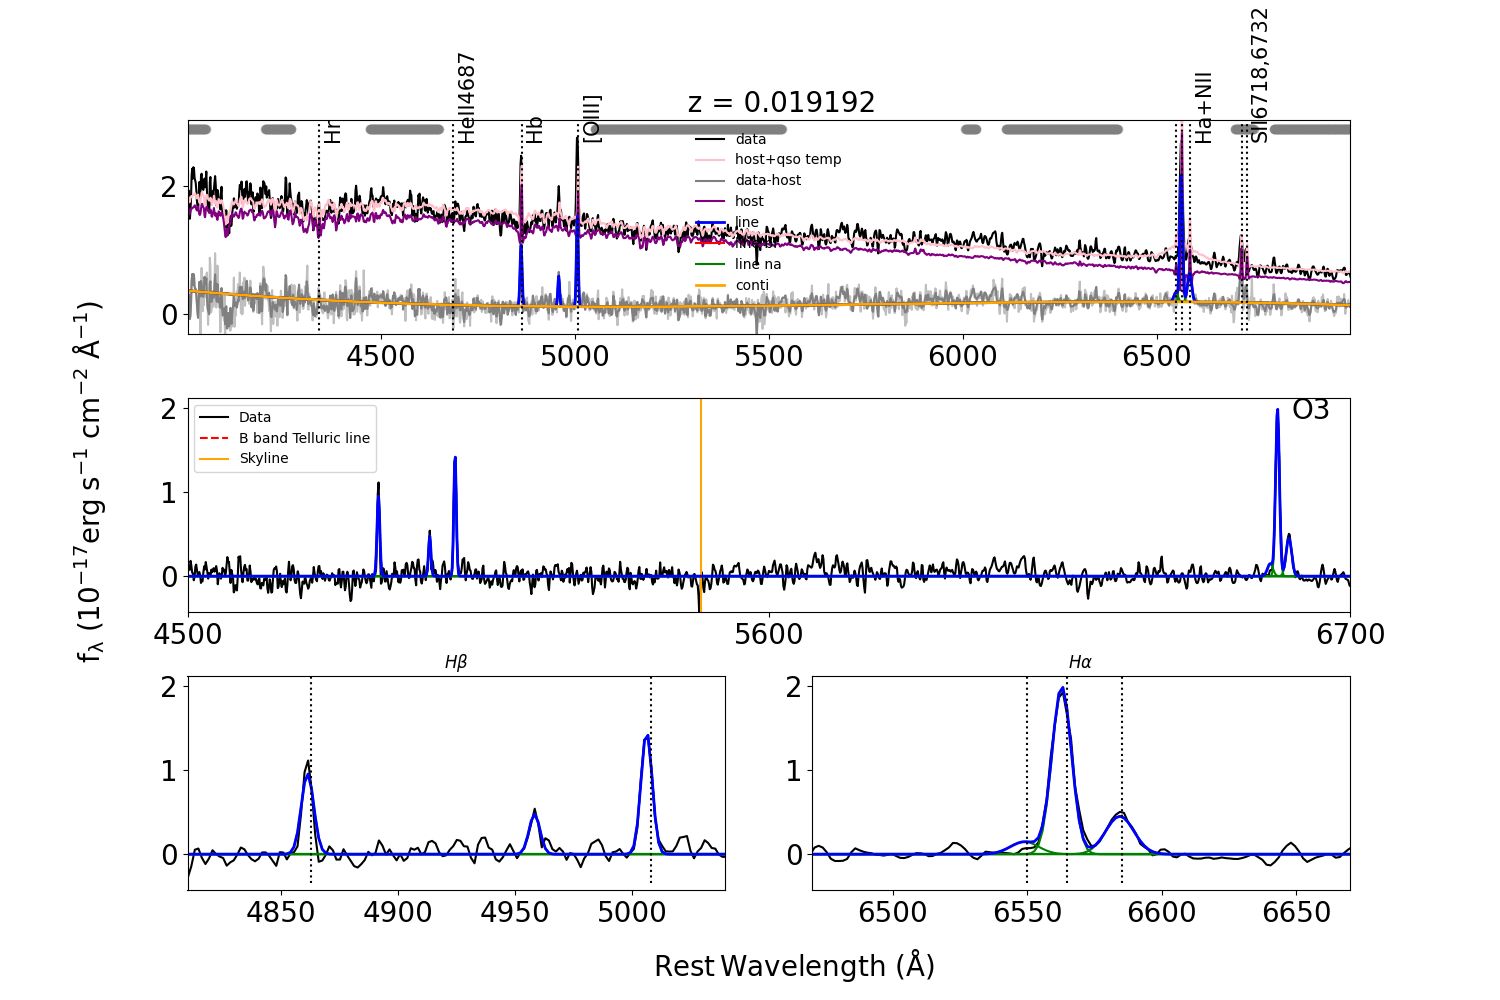 z = 0.019192
Hr
HeII4687
Hb
[OIII]
Ha+NII
SII6718,6732
data
host+qso temp
data-host
host
line
line na
conti
2
0
4500
5000
5500
6000
6500
Data
B band Telluric line
Skyline
O3
2
1
0
4500
5600
6700
fλ (10⁻¹⁷erg s⁻¹ cm⁻² Å⁻¹)
Hβ
2
1
0
4850
4900
4950
5000
Hα
2
1
0
6500
6550
6600
6650
Rest Wavelength (Å)